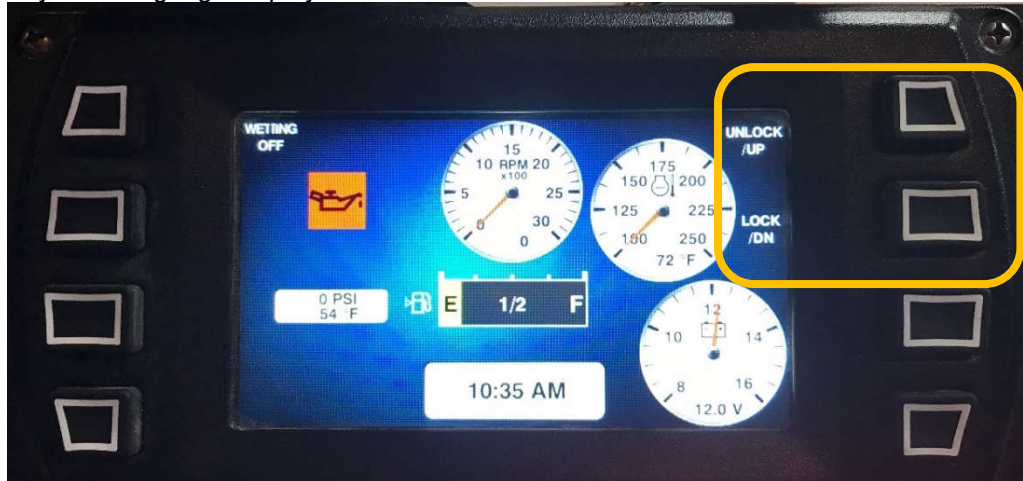 WETTING
OFF
15
10 RPM 20
x100
5 25
0 30
0
175
150 200
125 225
100 250
72 °F
UNLOCK
/UP
LOCK
/DN
0 PSI
54 °F
E 1/2 F
12
10 14
8 16
12.0 V
10:35 AM